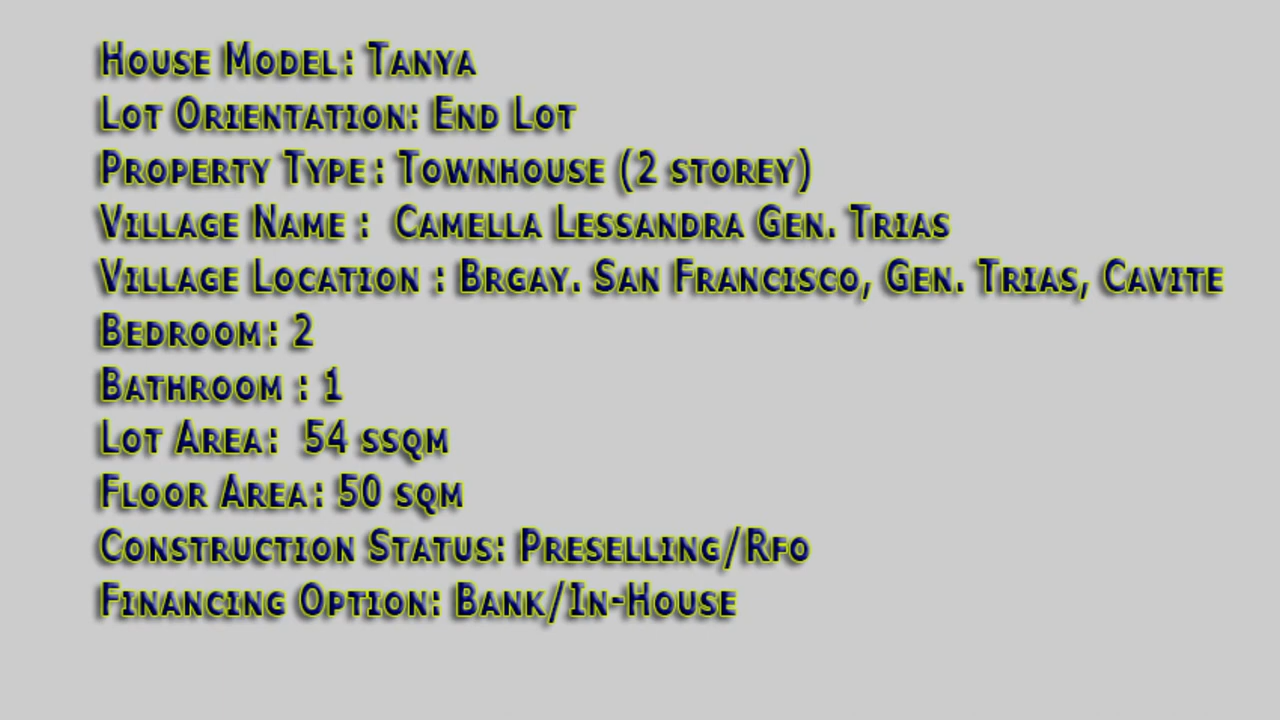 House Model: Tanya
Lot Orientation: End Lot
Property Type: Townhouse (2 storey)
Village Name :  Camella Lessandra Gen. Trias
Village Location : Brgay. San Francisco, Gen. Trias, Cavite
Bedroom: 2
Bathroom : 1
Lot Area:  54 ssqm
Floor Area: 50 sqm
Construction Status: Preselling/Rfo
Financing Option: Bank/In-House